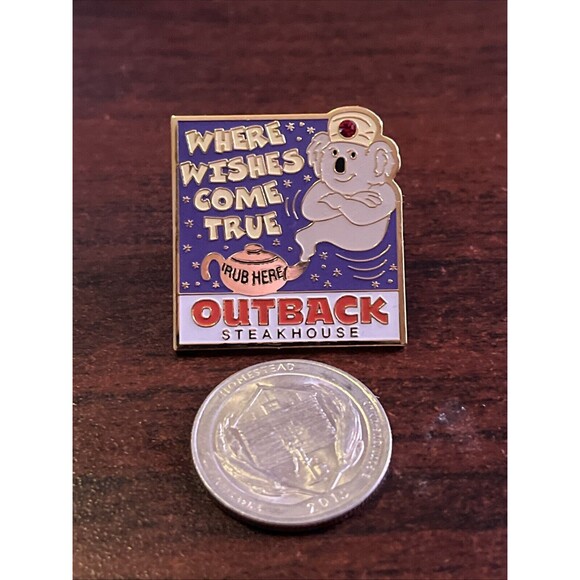 WHERE
WISHES
COME
TRUE
RUB HERE
OUTBACK
STEAKHOUSE
HOMESTEAD